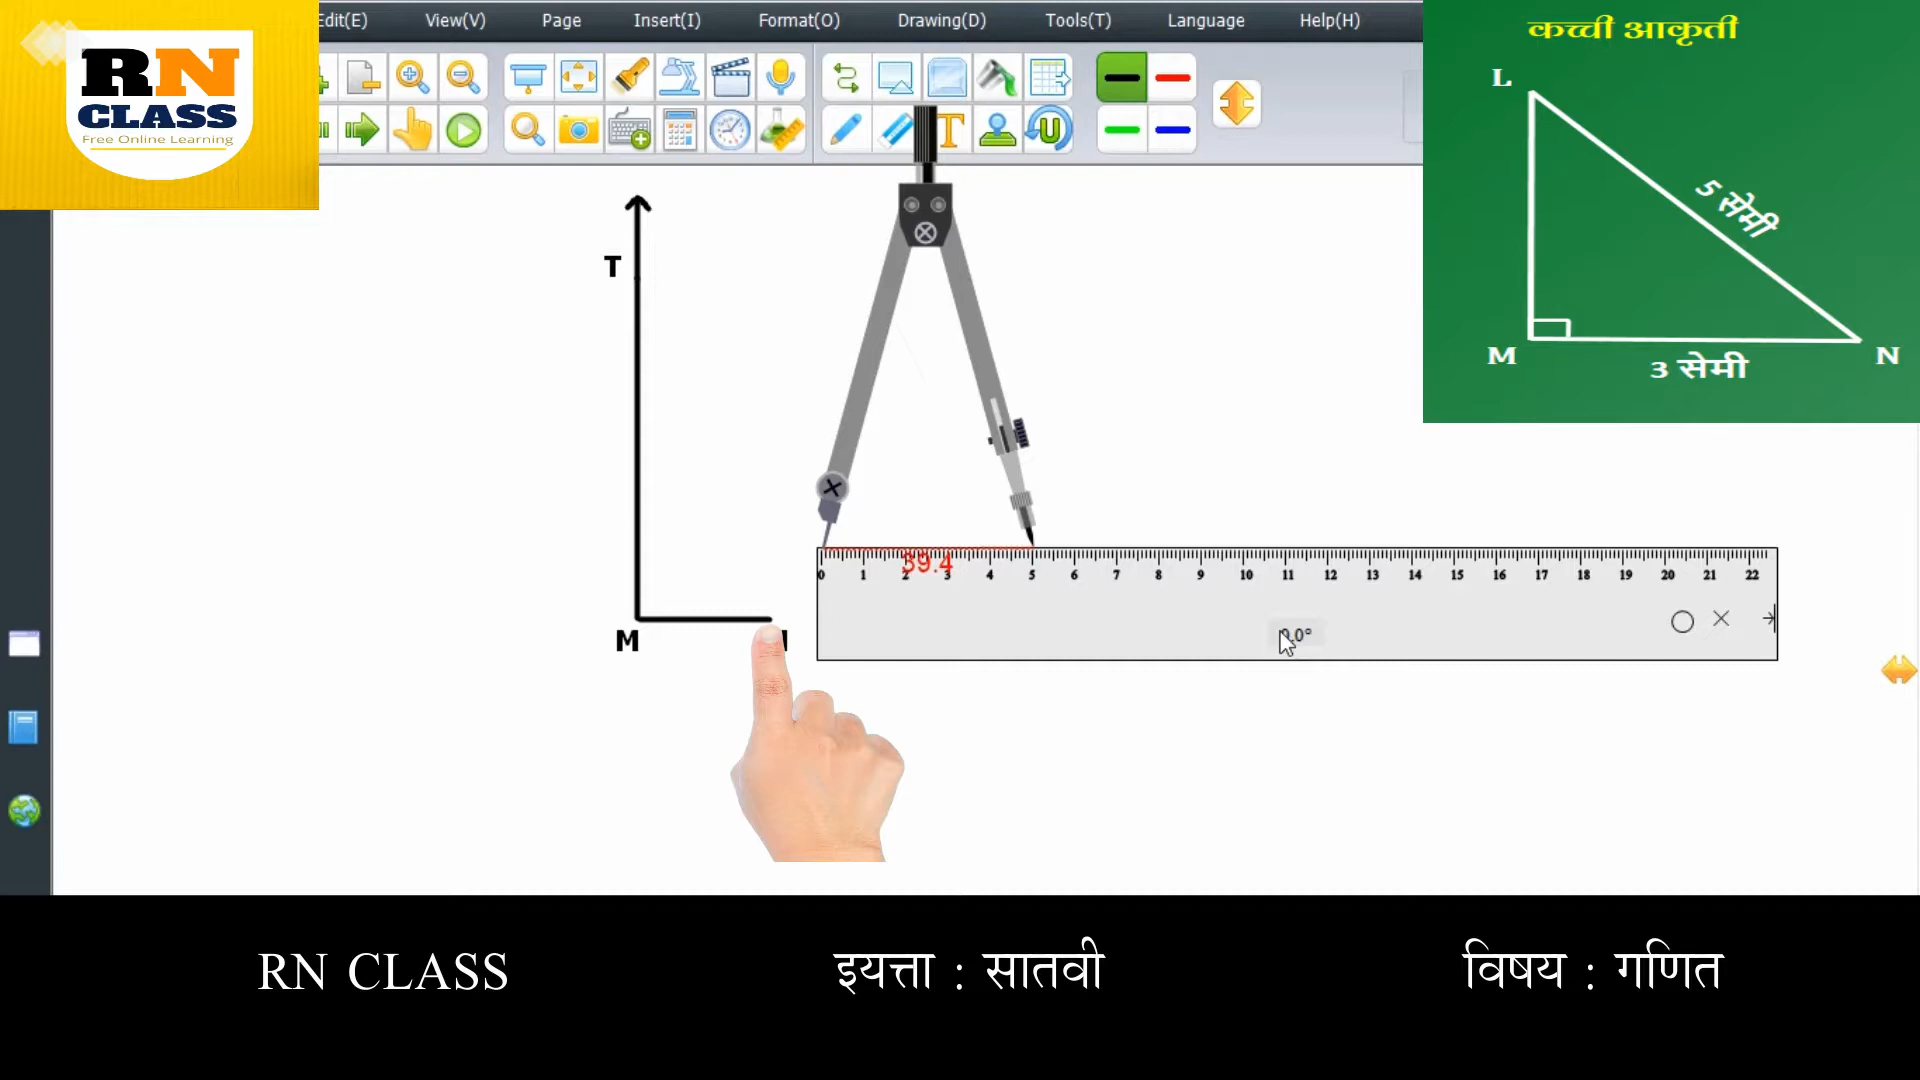 RN
CLASS
Free Online Learning
Edit(E) View(V) Page Insert(I) Format(O) Drawing(D) Tools(T) Language Help(H)
कच्ची आकृती
L
5 सेमी
M
N
3 सेमी
T
M
39.4
0 1 2 3 4 5 6 7 8 9 10 11 12 13 14 15 16 17 18 19 20 21 22
0.0°
RN CLASS
इयत्ता : सातवी
विषय : गणित